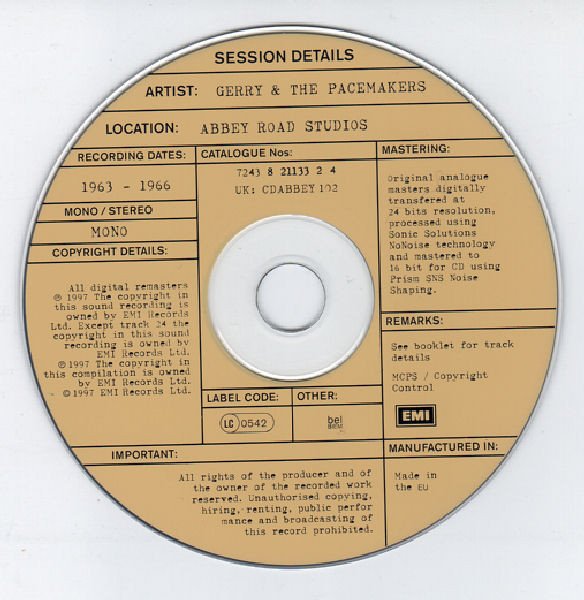 SESSION DETAILS
ARTIST: GERRY & THE PACEMAKERS
LOCATION: ABBEY ROAD STUDIOS
RECORDING DATES:
1963 - 1966
MONO / STEREO
MONO
COPYRIGHT DETAILS:
All digital remasters
℗ 1997 The copyright in
this sound recording is
owned by EMI Records
Ltd. Except track 24 the
copyright in this sound
recording is owned by
EMI Records Ltd.
℗1997 The copyright in
this compilation is owned
by EMI Records Ltd.
©1997 EMI Records Ltd.
CATALOGUE Nos:
7243 8 21133 2 4
UK: CDABBEY 102
MASTERING:
Original analogue
masters digitally
transfered at
24 bits resolution,
processed using
Sonic Solutions
NoNoise technology
and mastered to
16 bit for CD using
Prism SNS Noise
Shaping.
REMARKS:
See booklet for track
details
MCPS / Copyright
Control
EMI
LABEL CODE:
LC 0542
OTHER:
bel
BIEM
IMPORTANT:
All rights of the producer and of
the owner of the recorded work
reserved. Unauthorised copying,
hiring, renting, public perfor
mance and broadcasting of
this record prohibited.
MANUFACTURED IN:
Made in
the EU